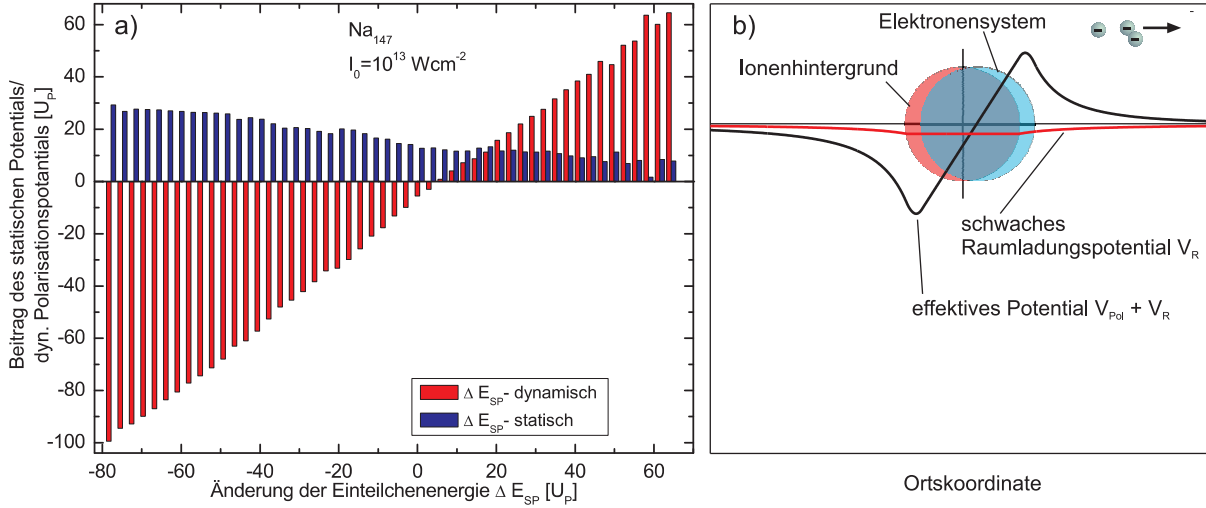 a)
Na147
I0=10^13 Wcm^-2
Beitrag des statischen Potentials/
dyn. Polarisationspotantials [UP]
60
40
20
0
-20
-40
-60
-80
-100
Δ ESP- dynamisch
Δ ESP- statisch
-80
-60
-40
-20
0
20
40
60
Änderung der Einteilchenenergie Δ ESP [UP]
b)
Elektronensystem
Ionenhintergrund
schwaches
Raumladungspotential VR
effektives Potential VPol + VR
Ortskoordinate